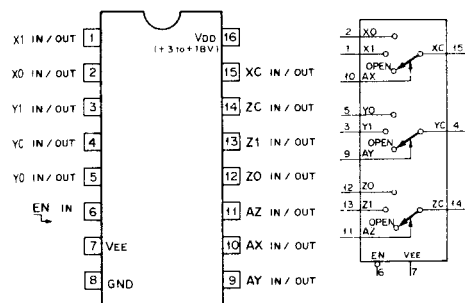 X1 IN / OUT 1
X0 IN / OUT 2
Y1 IN / OUT 3
YC IN / OUT 4
Y0 IN / OUT 5
EN IN 6
7 VEE
8 GND
VDD 16
(+3 to +18V)
15 XC IN / OUT
14 ZC IN / OUT
13 Z1 IN / OUT
12 Z0 IN / OUT
11 AZ IN / OUT
10 AX IN / OUT
9 AY IN / OUT
2 X0
1 X1 XC 15
OPEN
10 AX
5 Y0
3 Y1 YC 4
OPEN
9 AY
12 Z0
13 Z1 ZC 14
OPEN
11 AZ
EN VEE
6 7